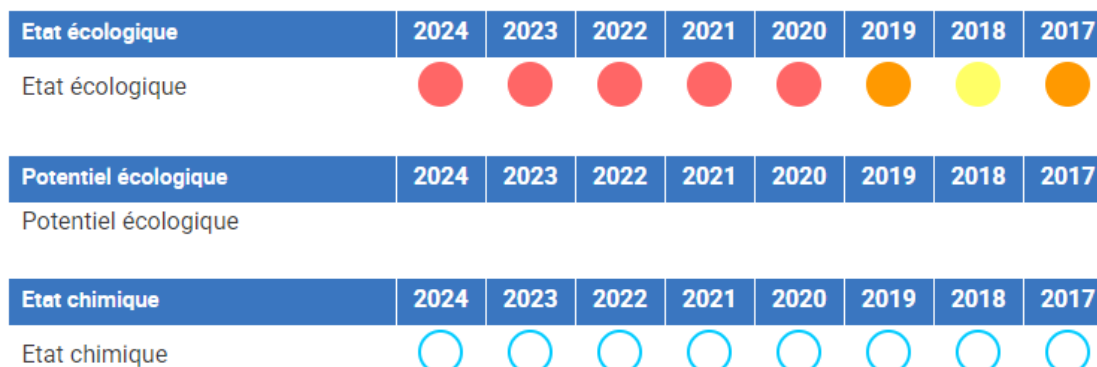 Etat écologique 2024 2023 2022 2021 2020 2019 2018 2017
Etat écologique
Potentiel écologique 2024 2023 2022 2021 2020 2019 2018 2017
Potentiel écologique
Etat chimique 2024 2023 2022 2021 2020 2019 2018 2017
Etat chimique